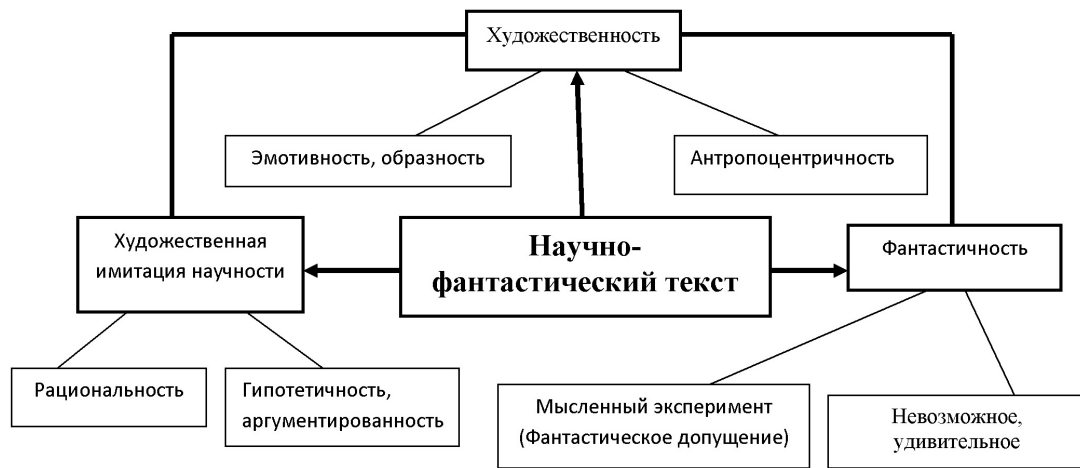 Художественность
Эмотивность, образность
Антропоцентричность
Художественная
имитация научности
Научно-
фантастический текст
Фантастичность
Рациональность
Гипотетичность,
аргументированность
Мысленный эксперимент
(Фантастическое допущение)
Невозможное,
удивительное